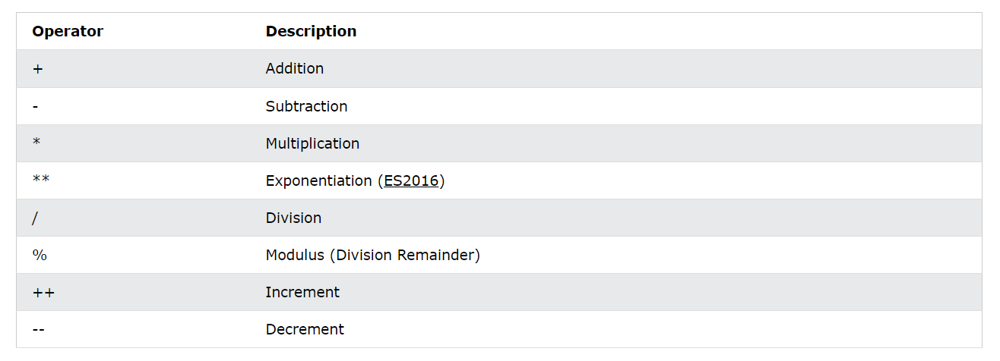 Operator Description
+ Addition
- Subtraction
* Multiplication
** Exponentiation (ES2016)
/ Division
% Modulus (Division Remainder)
++ Increment
-- Decrement